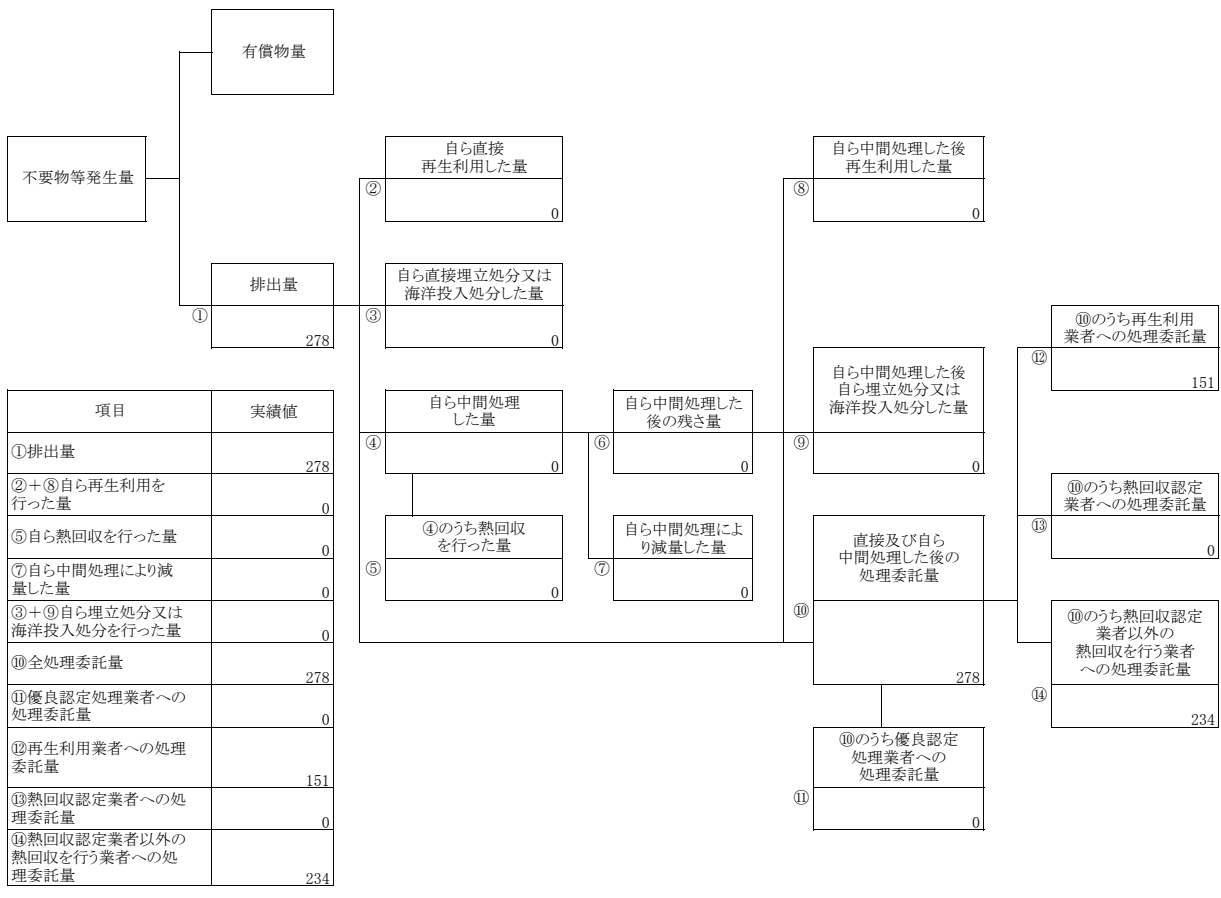 有償物量
不要物等発生量
自ら直接
再生利用した量
②
0
自ら中間処理した後
再生利用した量
⑧
0
排出量
①
278
自ら直接埋立処分又は
海洋投入処分した量
③
0
⑩のうち再生利用
業者への処理委託量
⑫
151
自ら中間処理
した量
④
0
自ら中間処理した
後の残さ量
⑥
0
自ら中間処理した後
自ら埋立処分又は
海洋投入処分した量
⑨
0
⑩のうち熱回収認定
業者への処理委託量
⑬
0
④のうち熱回収
を行った量
⑤
0
自ら中間処理によ
り減量した量
⑦
0
直接及び自ら
中間処理した後の
処理委託量
⑩
278
⑩のうち熱回収認定
業者以外の
熱回収を行う業者
への処理委託量
⑭
234
⑩のうち優良認定
処理業者への
処理委託量
⑪
0
項目 実績値
①排出量
278
②+⑧自ら再生利用を
行った量
0
⑤自ら熱回収を行った量
0
⑦自ら中間処理により減
量した量
0
③+⑨自ら埋立処分又は
海洋投入処分を行った量
0
⑩全処理委託量
278
⑪優良認定処理業者への
処理委託量
0
⑫再生利用業者への処理
委託量
151
⑬熱回収認定業者への処
理委託量
0
⑭熱回収認定業者以外の
熱回収を行う業者への処
理委託量
234